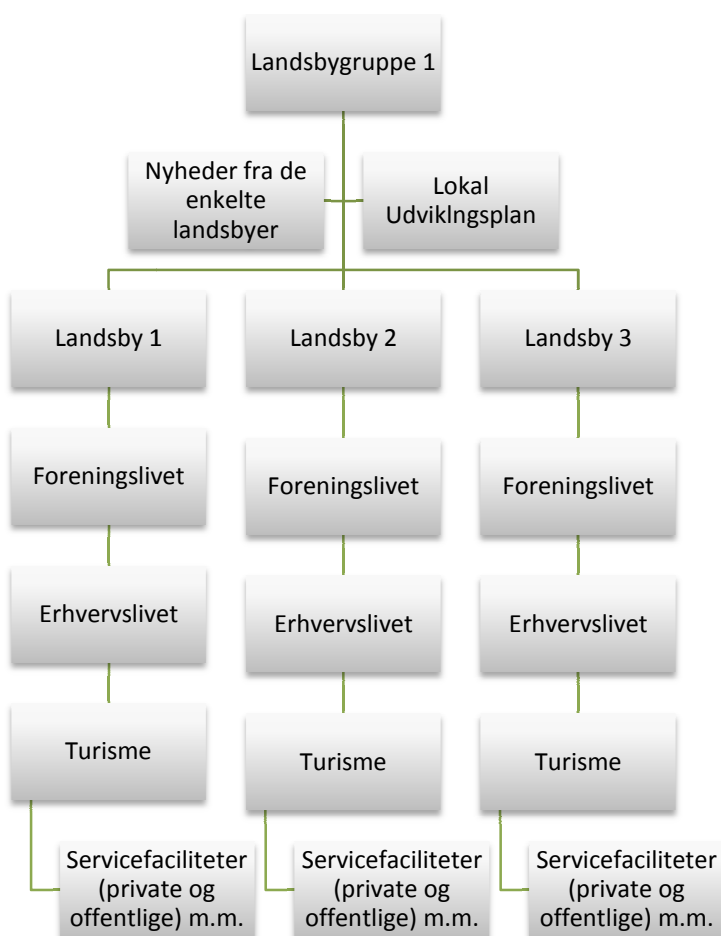 Landsbygruppe 1
Nyheder fra de
enkelte
landsbyer
Lokal
Udviklngsplan
Landsby 1
Landsby 2
Landsby 3
Foreningslivet
Foreningslivet
Foreningslivet
Erhvervslivet
Erhvervslivet
Erhvervslivet
Turisme
Turisme
Turisme
Servicefaciliteter
(private og
offentlige) m.m.
Servicefaciliteter
(private og
offentlige) m.m.
Servicefaciliteter
(private og
offentlige) m.m.